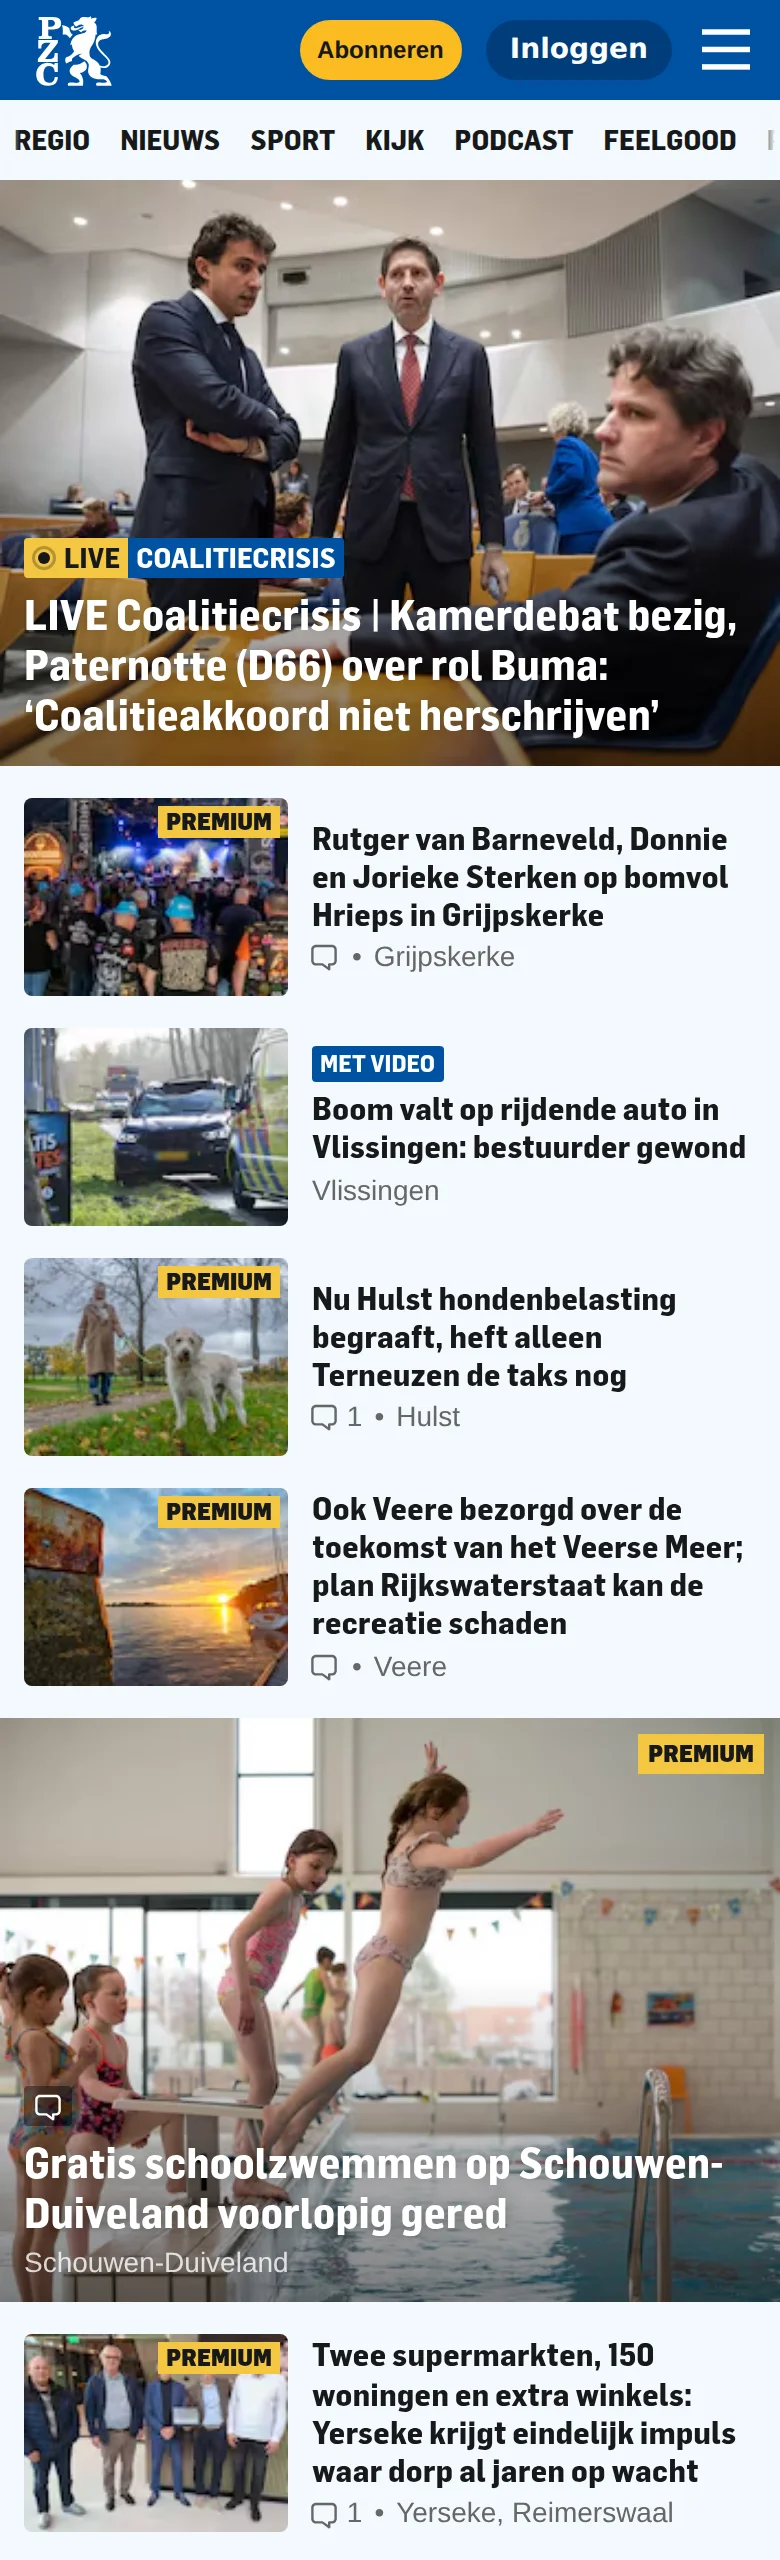 PZC
Abonneren
Inloggen
REGIO NIEUWS SPORT KIJK PODCAST FEELGOOD
LIVE COALITIECRISIS
LIVE Coalitiecrisis | Kamerdebat bezig,
Paternotte (D66) over rol Buma:
‘Coalitieakkoord niet herschrijven’
PREMIUM
Rutger van Barneveld, Donnie
en Jorieke Sterken op bomvol
Hrieps in Grijpskerke
• Grijpskerke
MET VIDEO
Boom valt op rijdende auto in
Vlissingen: bestuurder gewond
Vlissingen
PREMIUM
Nu Hulst hondenbelasting
begraaft, heft alleen
Terneuzen de taks nog
1 • Hulst
PREMIUM
Ook Veere bezorgd over de
toekomst van het Veerse Meer;
plan Rijkswaterstaat kan de
recreatie schaden
• Veere
PREMIUM
Gratis schoolzwemmen op Schouwen-
Duiveland voorlopig gered
Schouwen-Duiveland
PREMIUM
Twee supermarkten, 150
woningen en extra winkels:
Yerseke krijgt eindelijk impuls
waar dorp al jaren op wacht
1 • Yerseke, Reimerswaal